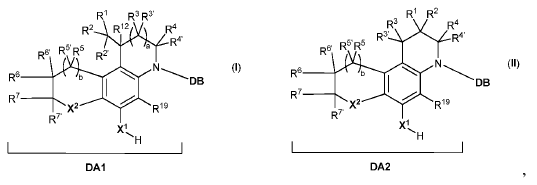 R¹ R³ R³'
R² R¹² R⁴
R²' a R⁴'
R⁶' R⁵' R⁵ N (I)
R⁶ b DB
R⁷
X² R¹⁹
R⁷'
X¹
H
DA1
R¹
R³ R² R⁴
R³' R⁴'
R⁶' R⁵' R⁵ N (II)
R⁶ b DB
R⁷
X² R¹⁹
R⁷'
X¹
H
DA2 ,